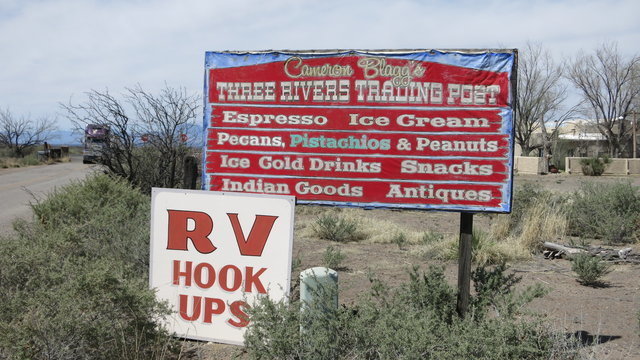 Cameron Blagg's
THREE RIVERS TRADING POST
Espresso Ice Cream
Pecans, Pistachios & Peanuts
Ice Cold Drinks Snacks
Indian Goods Antiques
RV
HOOK
UPS